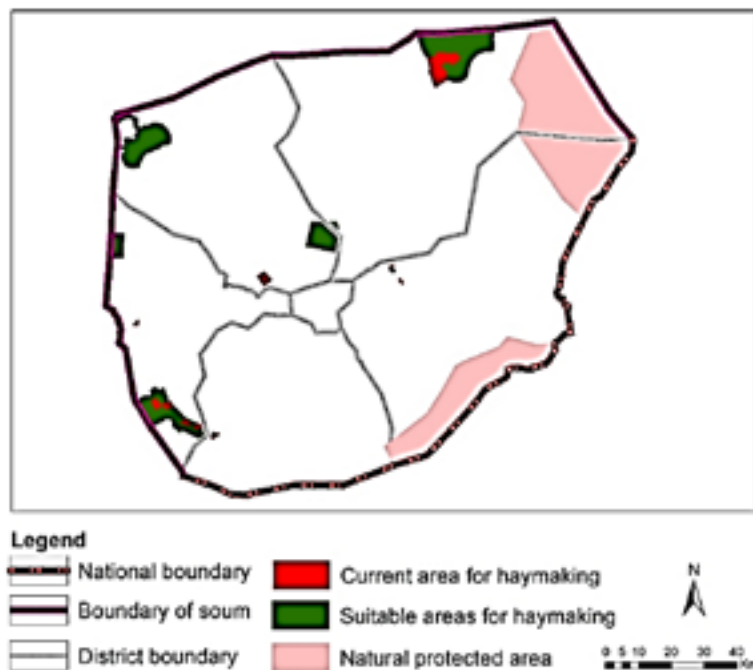 Legend
National boundary
Boundary of soum
District boundary
Current area for haymaking
Suitable areas for haymaking
Natural protected area
N
0 5 10 20 30 40